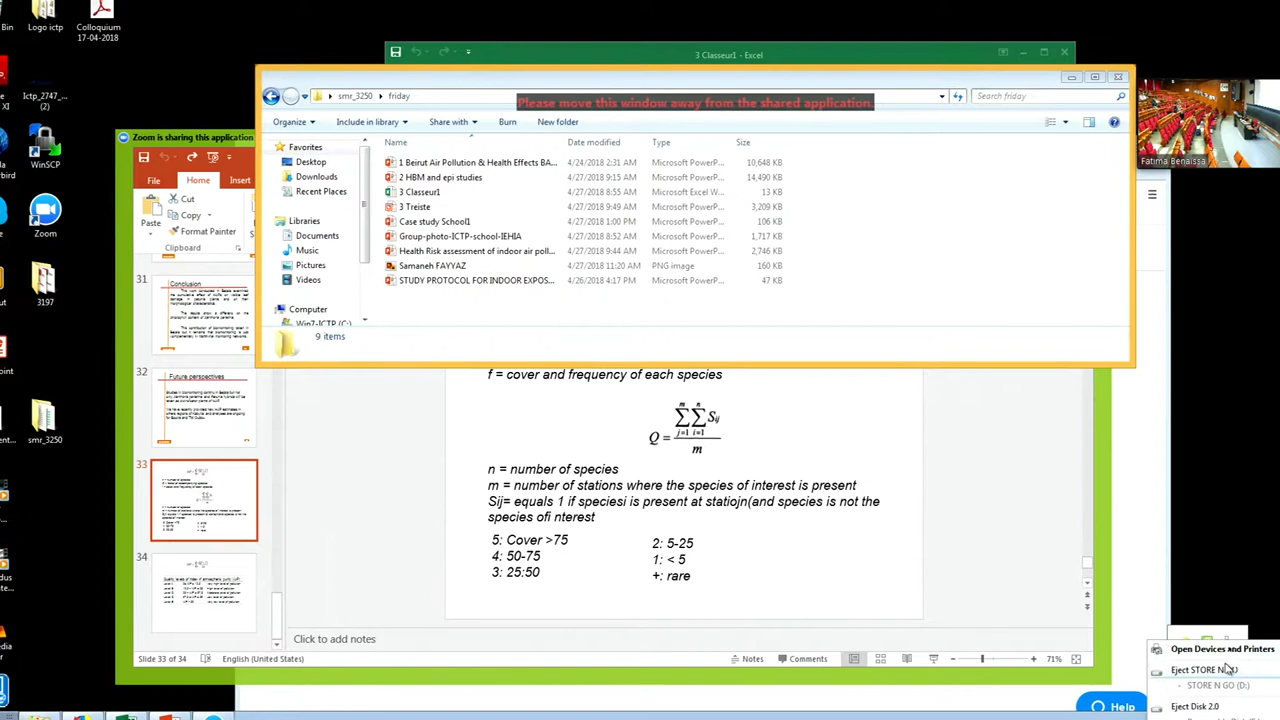 Bin
Logo ictp
Colloquium
17-04-2018
3 Classeur1 - Excel
smr_3250
friday
Please move this window away from the shared application.
Search friday
Organize
Include in library
Share with
Burn
New folder
Favorites
Desktop
Downloads
Recent Places
Libraries
Documents
Music
Pictures
Videos
Computer
Win7-ICTP (C:)
Name
Date modified
Type
Size
1 Beirut Air Pollution & Health Effects BA... 4/24/2018 2:31 AM Microsoft PowerP... 10,648 KB
2 HBM and epi studies 4/27/2018 9:15 AM Microsoft PowerP... 14,490 KB
3 Classeur1 4/27/2018 8:55 AM Microsoft Excel W... 13 KB
3 Treiste 4/27/2018 9:49 AM Microsoft PowerP... 3,209 KB
Case study School1 4/27/2018 1:00 PM Microsoft PowerP... 106 KB
Group-photo-ICTP-school-IEHIA 4/27/2018 8:52 AM Microsoft PowerP... 1,717 KB
Health Risk assessment of indoor air poll... 4/27/2018 9:44 AM Microsoft PowerP... 2,746 KB
Samaneh FAYYAZ 4/27/2018 11:20 AM PNG image 160 KB
STUDY PROTOCOL FOR INDOOR EXPOS... 4/26/2018 4:17 PM Microsoft PowerP... 47 KB
9 items
Fatima Benaissa
Ictp_2747_
...(2)
WinSCP
Zoom
3197
smr_3250
Zoom is sharing this application
File
Home
Insert
Paste
Cut
Copy
Format Painter
Clipboard
31
Conclusion
32
Future perspectives
33
34
f = cover and frequency of each species
Q = m∑j=1 n∑i=1 Sij / m
n = number of species
m = number of stations where the species of interest is present
Sij= equals 1 if speciesi is present at statiojn(and species is not the
species ofi nterest
5: Cover >75
4: 50-75
3: 25:50
2: 5-25
1: < 5
+: rare
Click to add notes
Slide 33 of 34
English (United States)
Notes
Comments
71%
Open Devices and Printers
Eject STORE N GO
- STORE N GO (D:)
Eject Disk 2.0
Help